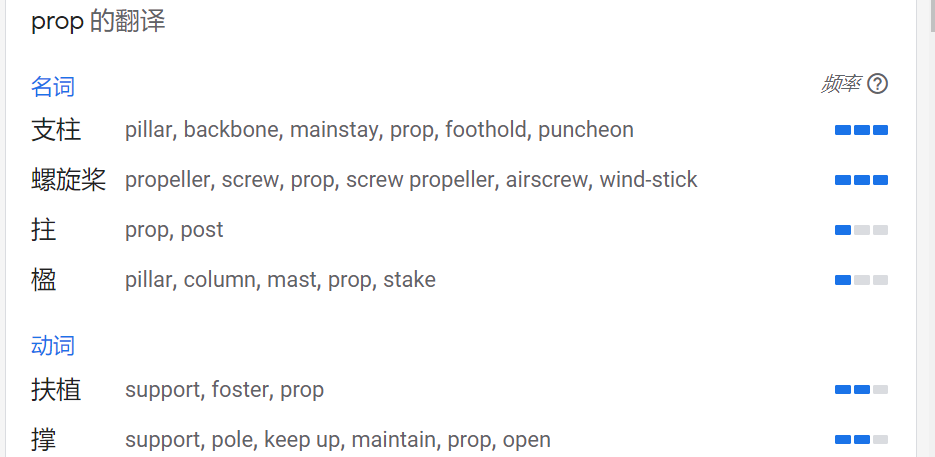 prop 的翻译
名词 频率 ?
支柱 pillar, backbone, mainstay, prop, foothold, puncheon
螺旋桨 propeller, screw, prop, screw propeller, airscrew, wind-stick
拄 prop, post
楹 pillar, column, mast, prop, stake
动词
扶植 support, foster, prop
撑 support, pole, keep up, maintain, prop, open